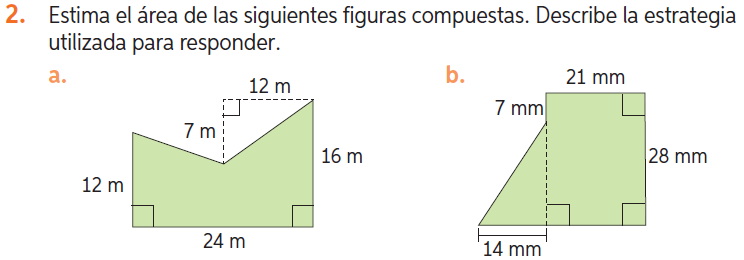 2. Estima el área de las siguientes figuras compuestas. Describe la estrategia
utilizada para responder.
a.
12 m
7 m
16 m
12 m
24 m
b.
21 mm
7 mm
28 mm
14 mm